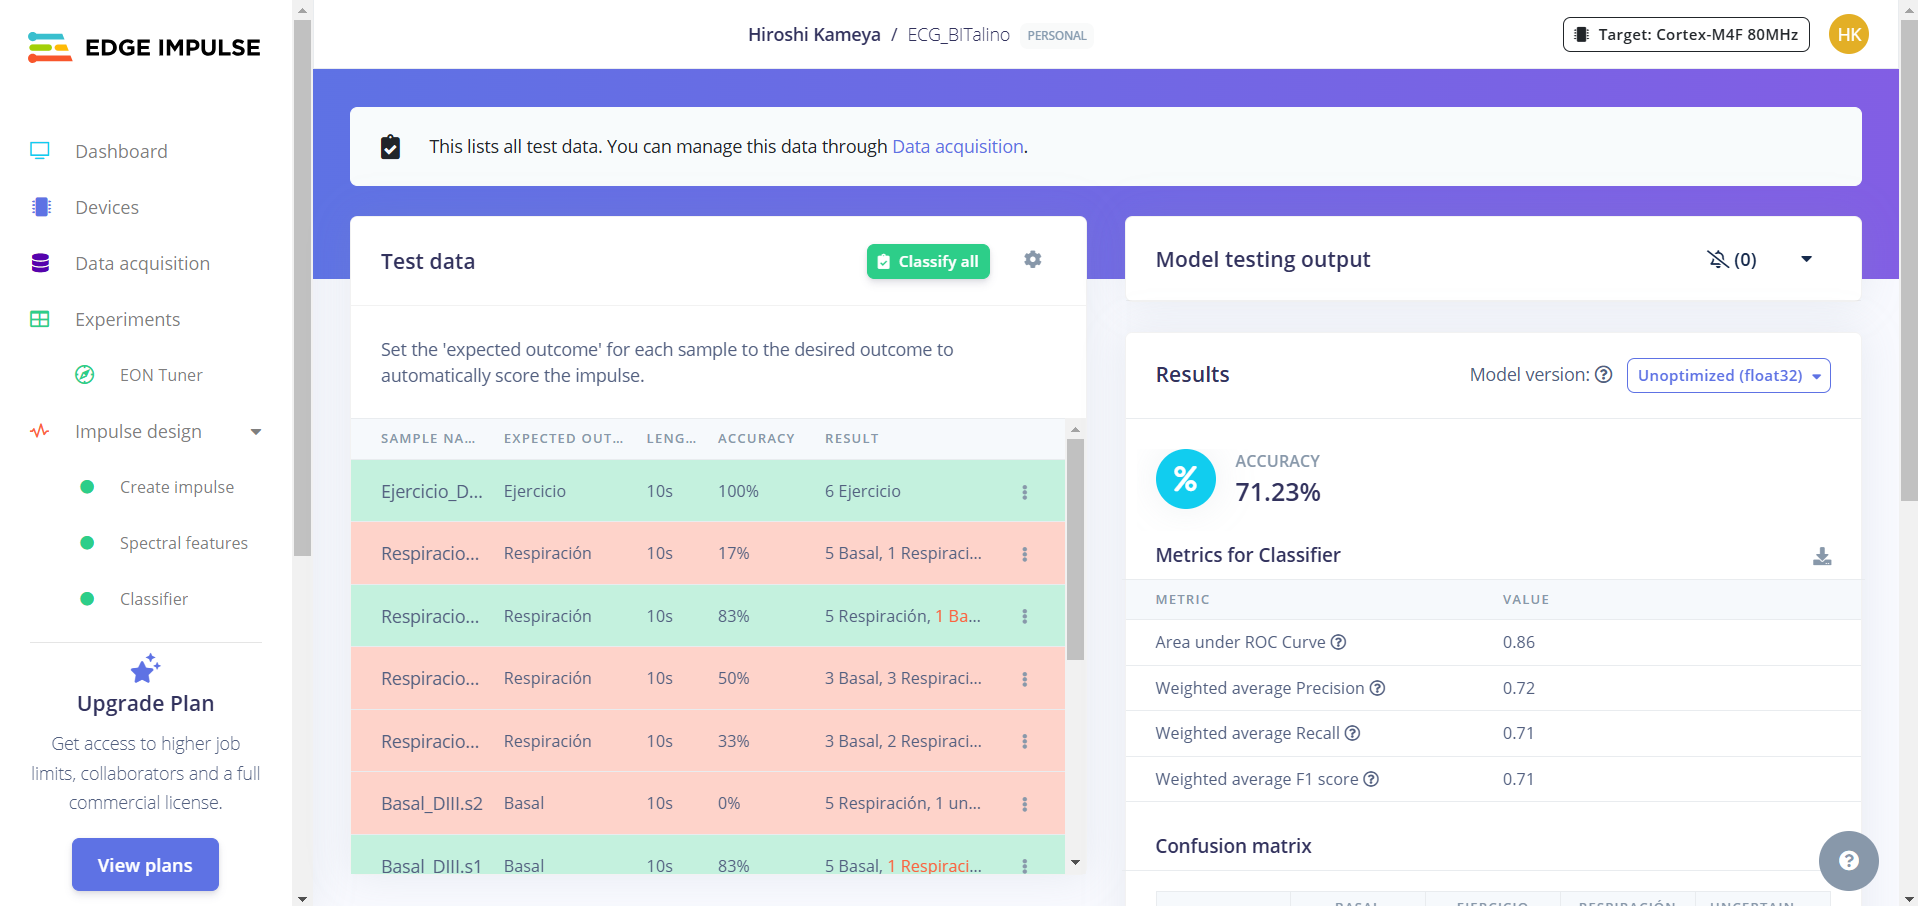 EDGE IMPULSE
Hiroshi Kameya / ECG_BITalino PERSONAL
Target: Cortex-M4F 80MHz
HK
Dashboard
Devices
Data acquisition
Experiments
EON Tuner
Impulse design
Create impulse
Spectral features
Classifier
Upgrade Plan
Get access to higher job
limits, collaborators and a full
commercial license.
View plans
This lists all test data. You can manage this data through Data acquisition.
Test data
Classify all
Set the 'expected outcome' for each sample to the desired outcome to
automatically score the impulse.
SAMPLE NA... EXPECTED OUT... LENG... ACCURACY RESULT
Ejercicio_D... Ejercicio 10s 100% 6 Ejercicio
Respiracio... Respiración 10s 17% 5 Basal, 1 Respiraci...
Respiracio... Respiración 10s 83% 5 Respiración, 1 Ba...
Respiracio... Respiración 10s 50% 3 Basal, 3 Respiraci...
Respiracio... Respiración 10s 33% 3 Basal, 2 Respiraci...
Basal_DIII.s2 Basal 10s 0% 5 Respiración, 1 un...
Basal_DIII.s1 Basal 10s 83% 5 Basal, 1 Respiraci...
Model testing output
(0)
Results
Model version: Unoptimized (float32)
%
ACCURACY
71.23%
Metrics for Classifier
METRIC VALUE
Area under ROC Curve 0.86
Weighted average Precision 0.72
Weighted average Recall 0.71
Weighted average F1 score 0.71
Confusion matrix
BASAL EJERCICIO RESPIRACIÓN UNCERTAIN